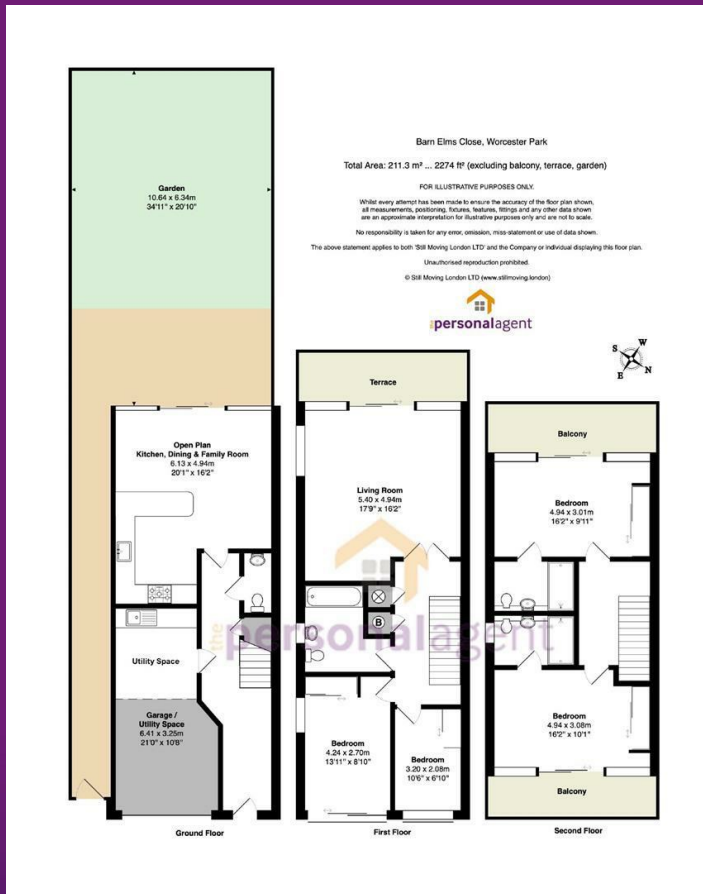 Barn Elms Close, Worcester Park
Total Area: 211.3 m² ... 2274 ft² (excluding balcony, terrace, garden)
FOR ILLUSTRATIVE PURPOSES ONLY.
Whilst every attempt has been made to ensure the accuracy of the floor plan shown,
all measurements, positioning, fixtures, features, fittings and any other data shown
are an approximate interpretation for illustrative purposes only and are not to scale.
No responsibility is taken for any error, omission, miss-statement or use of data shown.
The above statement applies to both 'Still Moving London LTD' and the Company or individual displaying this floor plan.
Unauthorised reproduction prohibited.
© Still Moving London LTD (www.stillmoving.london)
the personalagent
S W
E N
Garden
10.64 x 6.34m
34'11" x 20'10"
Open Plan
Kitchen, Dining & Family Room
6.13 x 4.94m
20'1" x 16'2"
Utility Space
Garage /
Utility Space
6.41 x 3.25m
21'0" x 10'8"
Ground Floor
Terrace
Living Room
5.40 x 4.94m
17'9" x 16'2"
B
Bedroom
4.24 x 2.70m
13'11" x 8'10"
Bedroom
3.20 x 2.08m
10'6" x 6'10"
First Floor
Balcony
Bedroom
4.94 x 3.01m
16'2" x 9'11"
Bedroom
4.94 x 3.08m
16'2" x 10'1"
Balcony
Second Floor
the personalagent